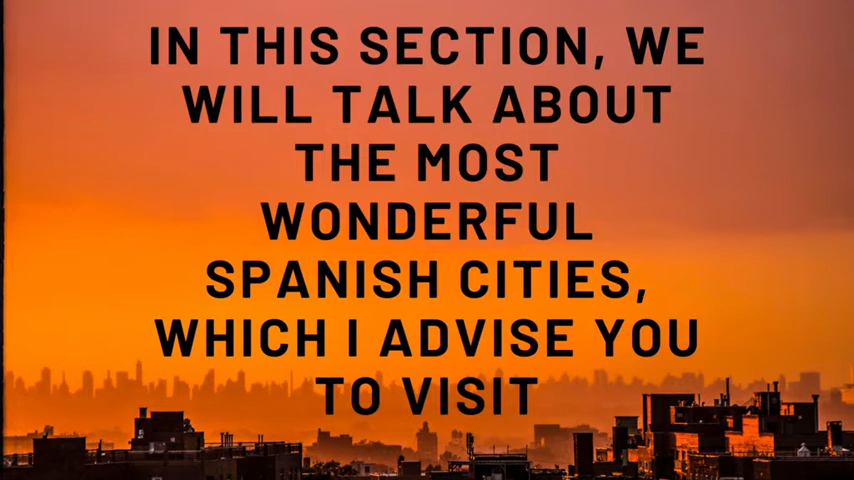 IN THIS SECTION, WE
WILL TALK ABOUT
THE MOST
WONDERFUL
SPANISH CITIES,
WHICH I ADVISE YOU
TO VISIT